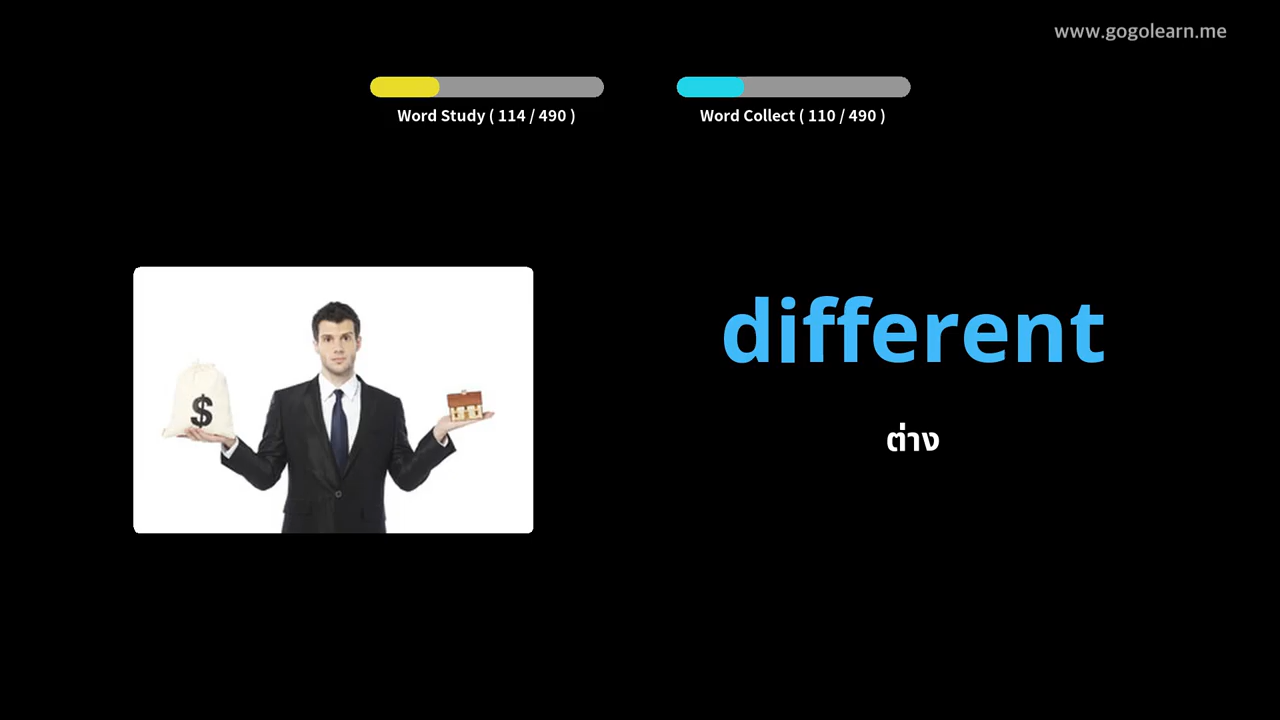 www.gogolearn.me
Word Study ( 114 / 490 )
Word Collect ( 110 / 490 )
$
different
ต่าง